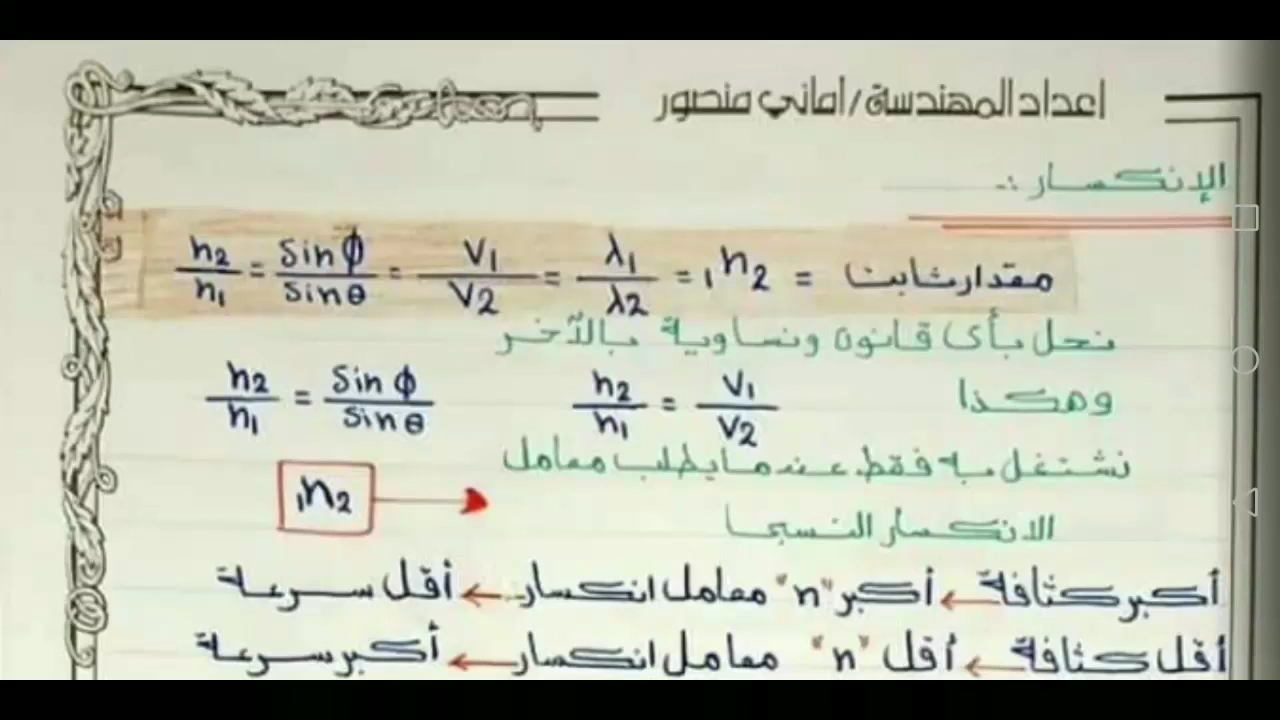 اعداد المهندسة/أماني منصور
الإنكسار :-
n2/n1 = sin ϕ/sin θ = V1/V2 = λ1/λ2 = 1n2 = مقدار ثابت
نحل بأى قانون ونساوية بالآخر
وهكذا n2/n1 = V1/V2 n2/n1 = sin ϕ/sin θ
نشتغل به فقط عندما يطلب معامل
1n2
الانكسار النسبى
أكبر كثافة ← أكبر "n" معامل انكسار ← أقل سرعة
أقل كثافة ← أقل "n" معامل انكسار ← أكبر سرعة